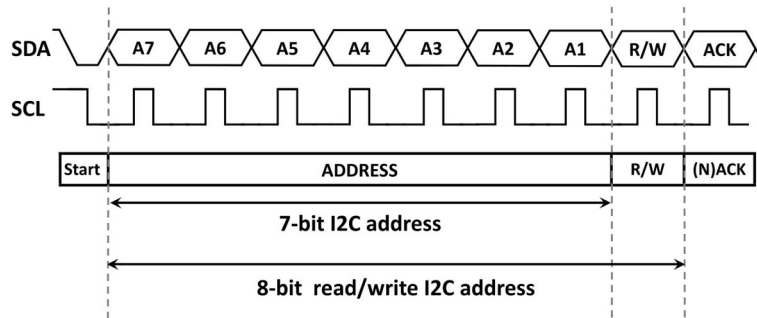 SDA A7 A6 A5 A4 A3 A2 A1 R/W ACK
SCL
Start ADDRESS R/W (N)ACK
7-bit I2C address
8-bit read/write I2C address